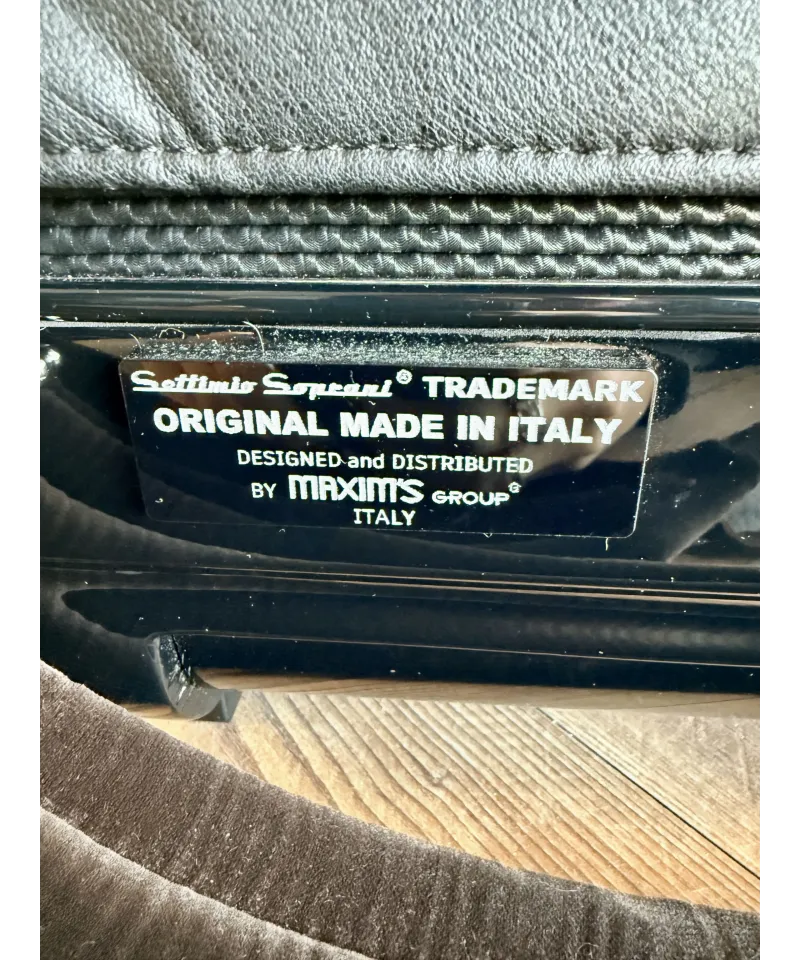 Settimio Soprani® TRADEMARK
ORIGINAL MADE IN ITALY
DESIGNED and DISTRIBUTED
BY MAXIM'S GROUP®
ITALY